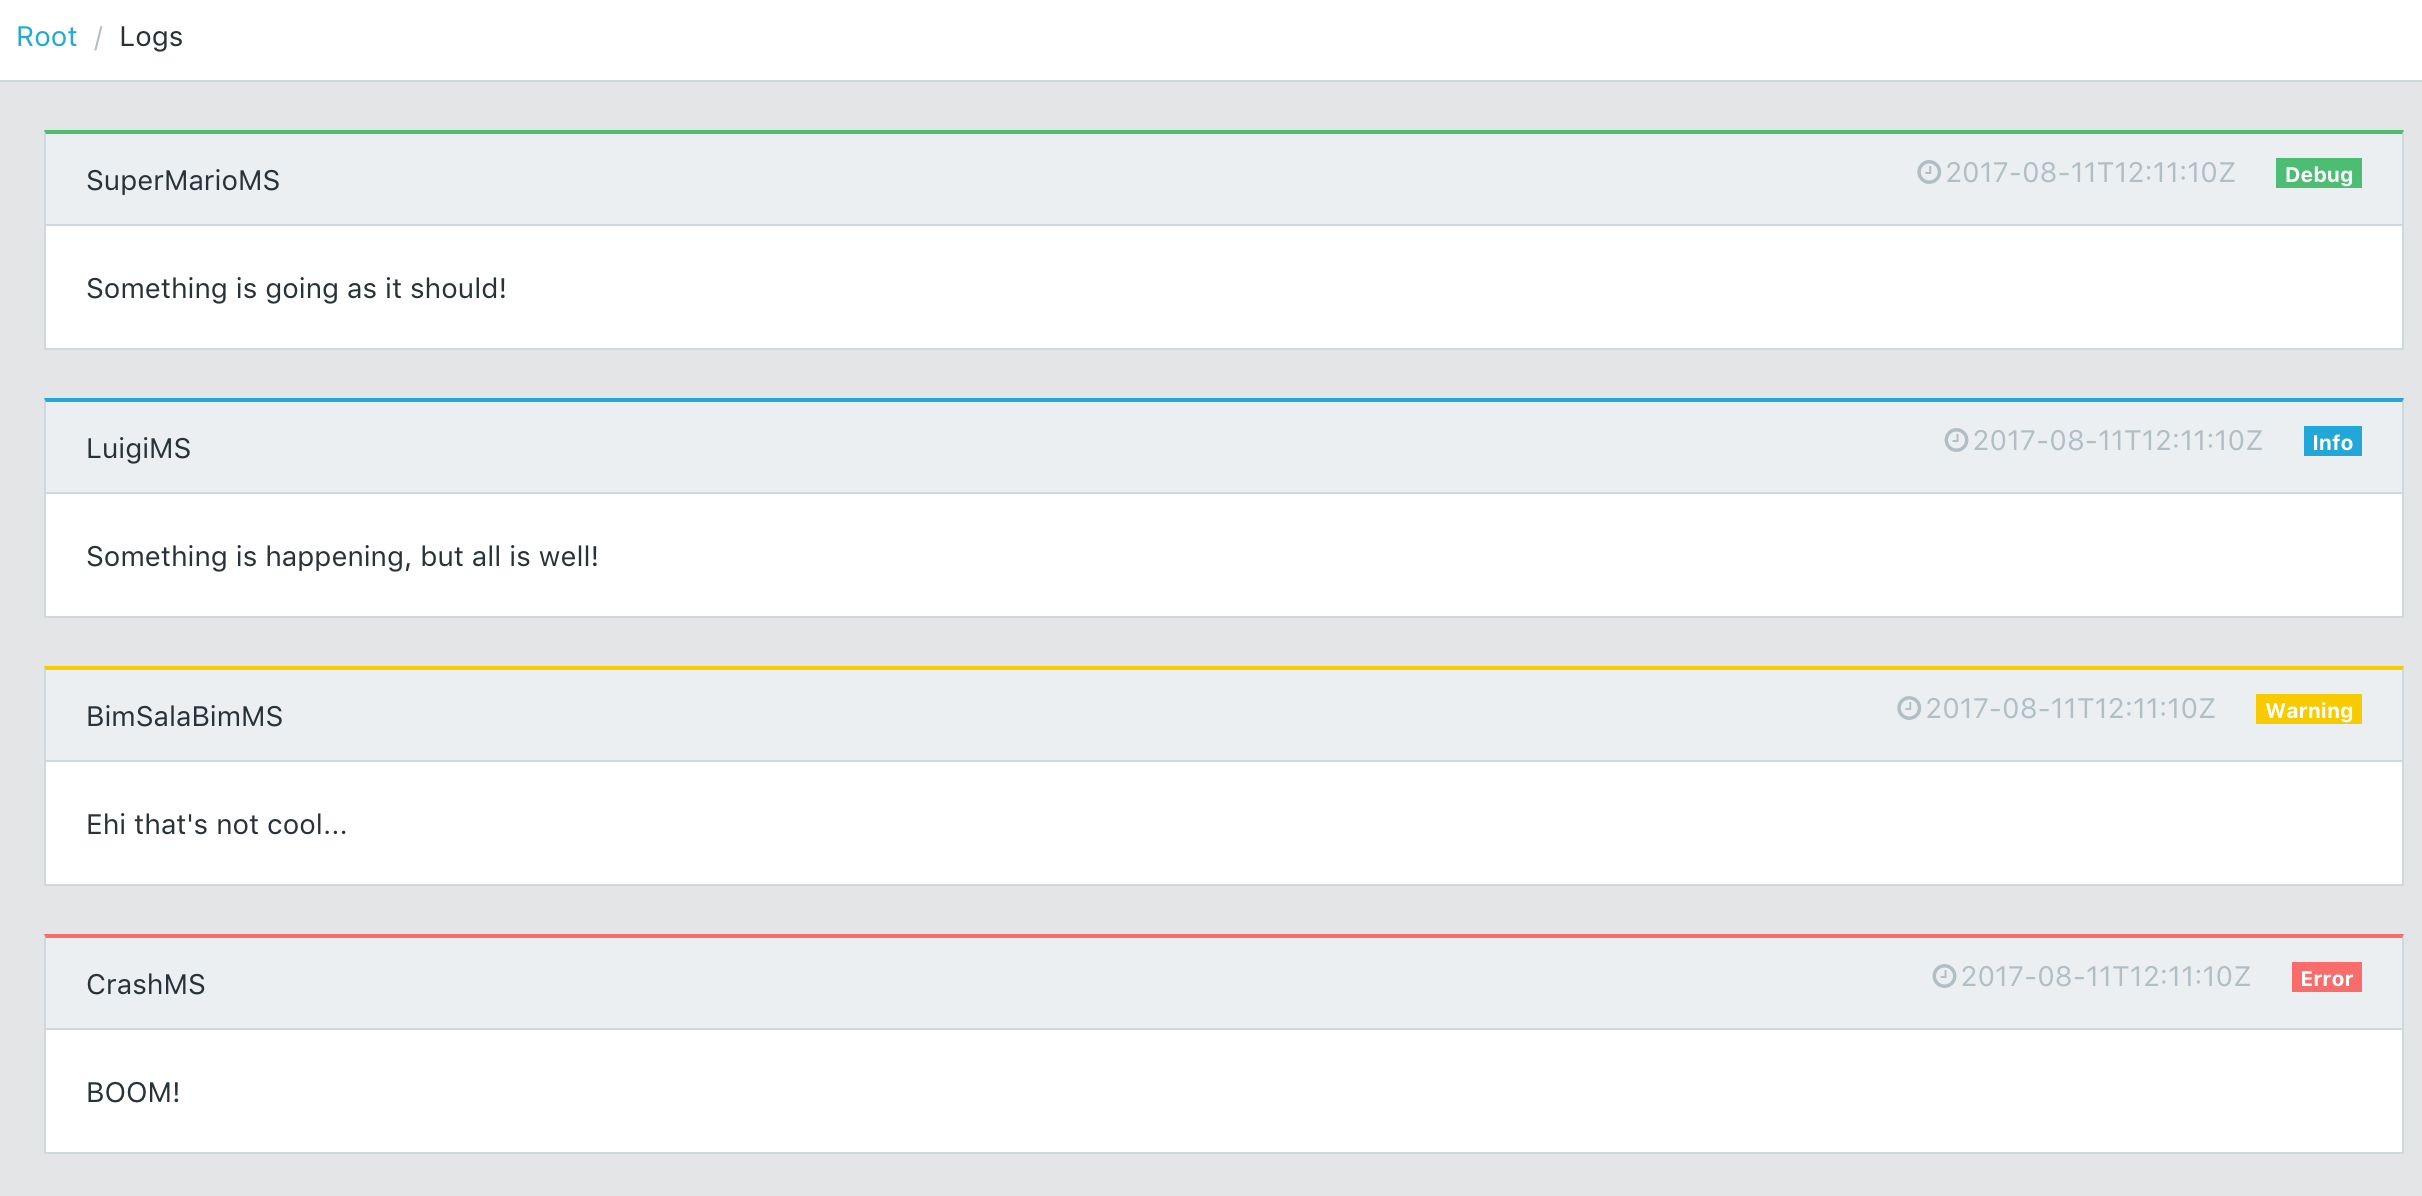 Root / Logs
SuperMarioMS 2017-08-11T12:11:10Z Debug
Something is going as it should!
LuigiMS 2017-08-11T12:11:10Z Info
Something is happening, but all is well!
BimSalaBimMS 2017-08-11T12:11:10Z Warning
Ehi that's not cool...
CrashMS 2017-08-11T12:11:10Z Error
BOOM!